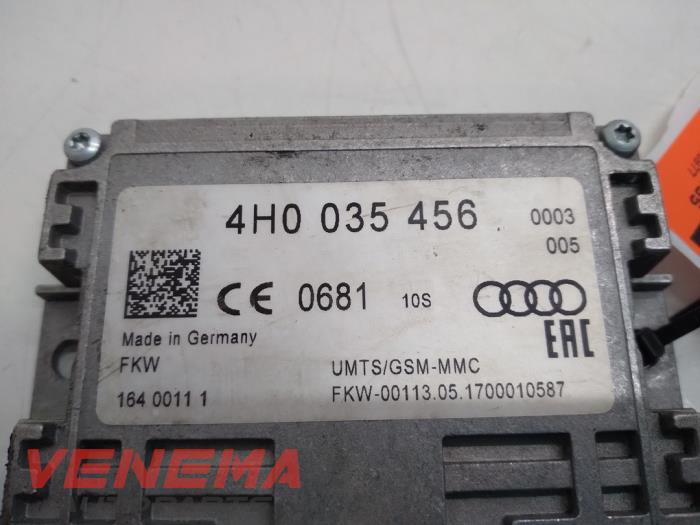 4H0 035 456 0003
005
CE 0681 10S
EAC
Made in Germany
FKW UMTS/GSM-MMC
164 0011 1 FKW-00113.05.1700010587
VENEMA